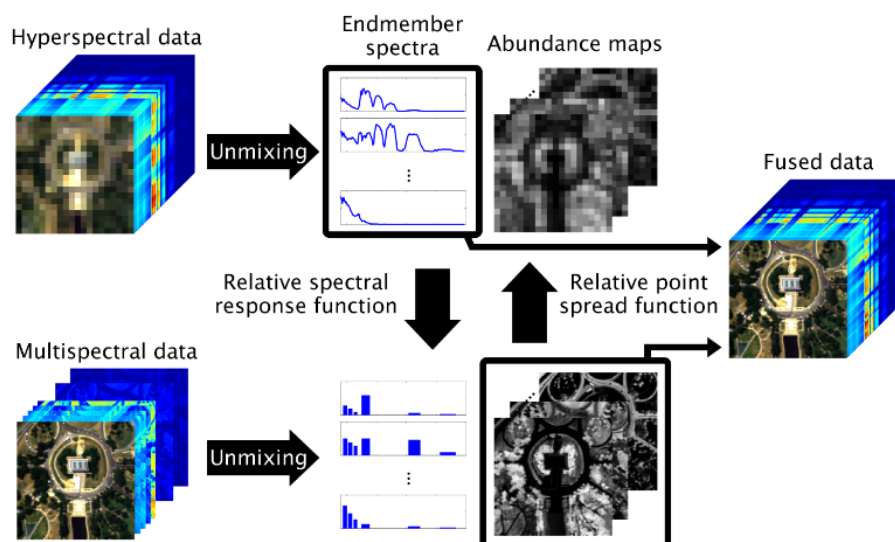 Hyperspectral data
Endmember
spectra
Abundance maps
Unmixing
Fused data
Relative spectral
response function
Relative point
spread function
Multispectral data
Unmixing